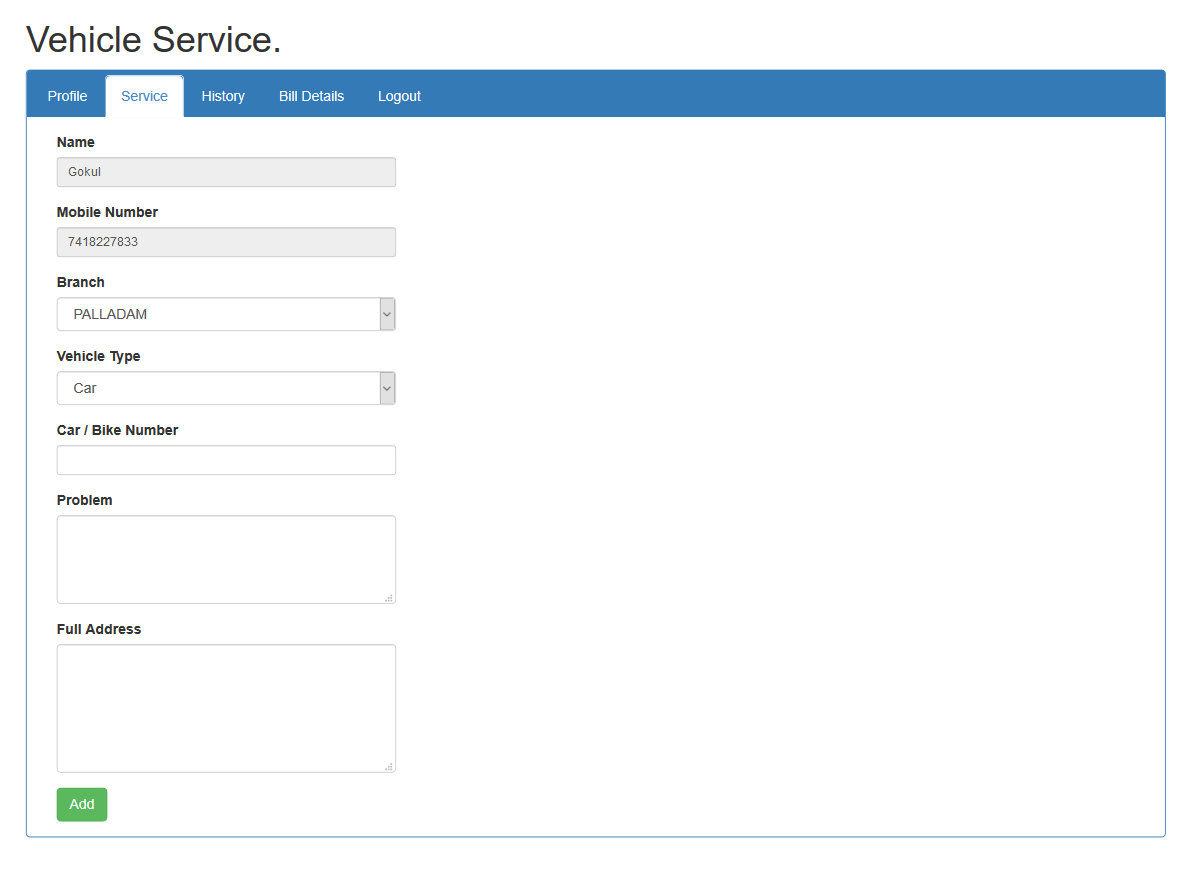 Vehicle Service.
Profile Service History Bill Details Logout
Name
Gokul
Mobile Number
7418227833
Branch
PALLADAM
Vehicle Type
Car
Car / Bike Number
Problem
Full Address
Add